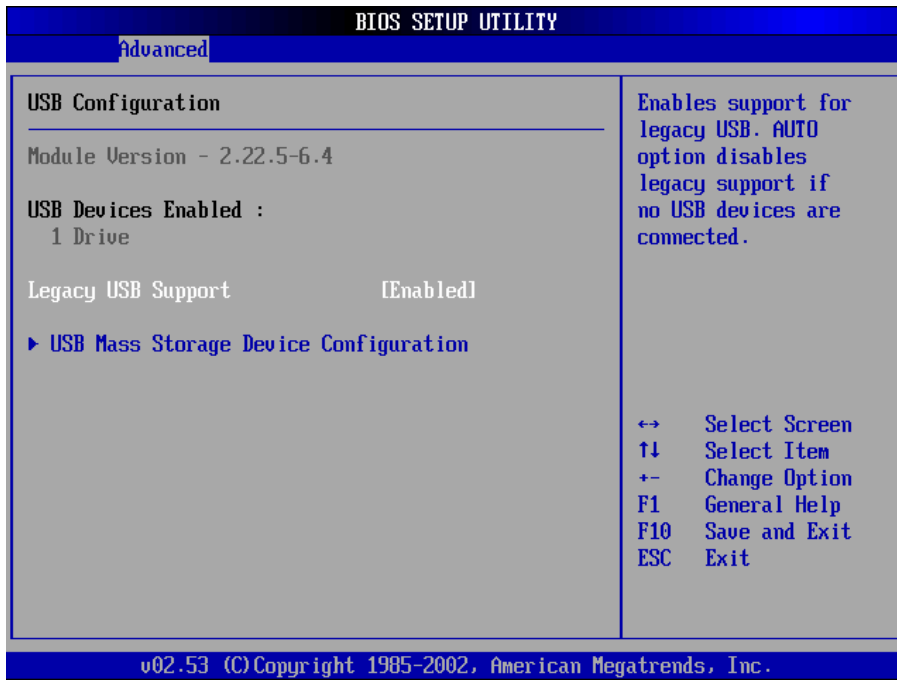 BIOS SETUP UTILITY
Advanced
USB Configuration
Module Version - 2.22.5-6.4
USB Devices Enabled :
1 Drive
Legacy USB Support [Enabled]
▶ USB Mass Storage Device Configuration
Enables support for
legacy USB. AUTO
option disables
legacy support if
no USB devices are
connected.
←→ Select Screen
↑↓ Select Item
+- Change Option
F1 General Help
F10 Save and Exit
ESC Exit
v02.53 (C)Copyright 1985-2002, American Megatrends, Inc.